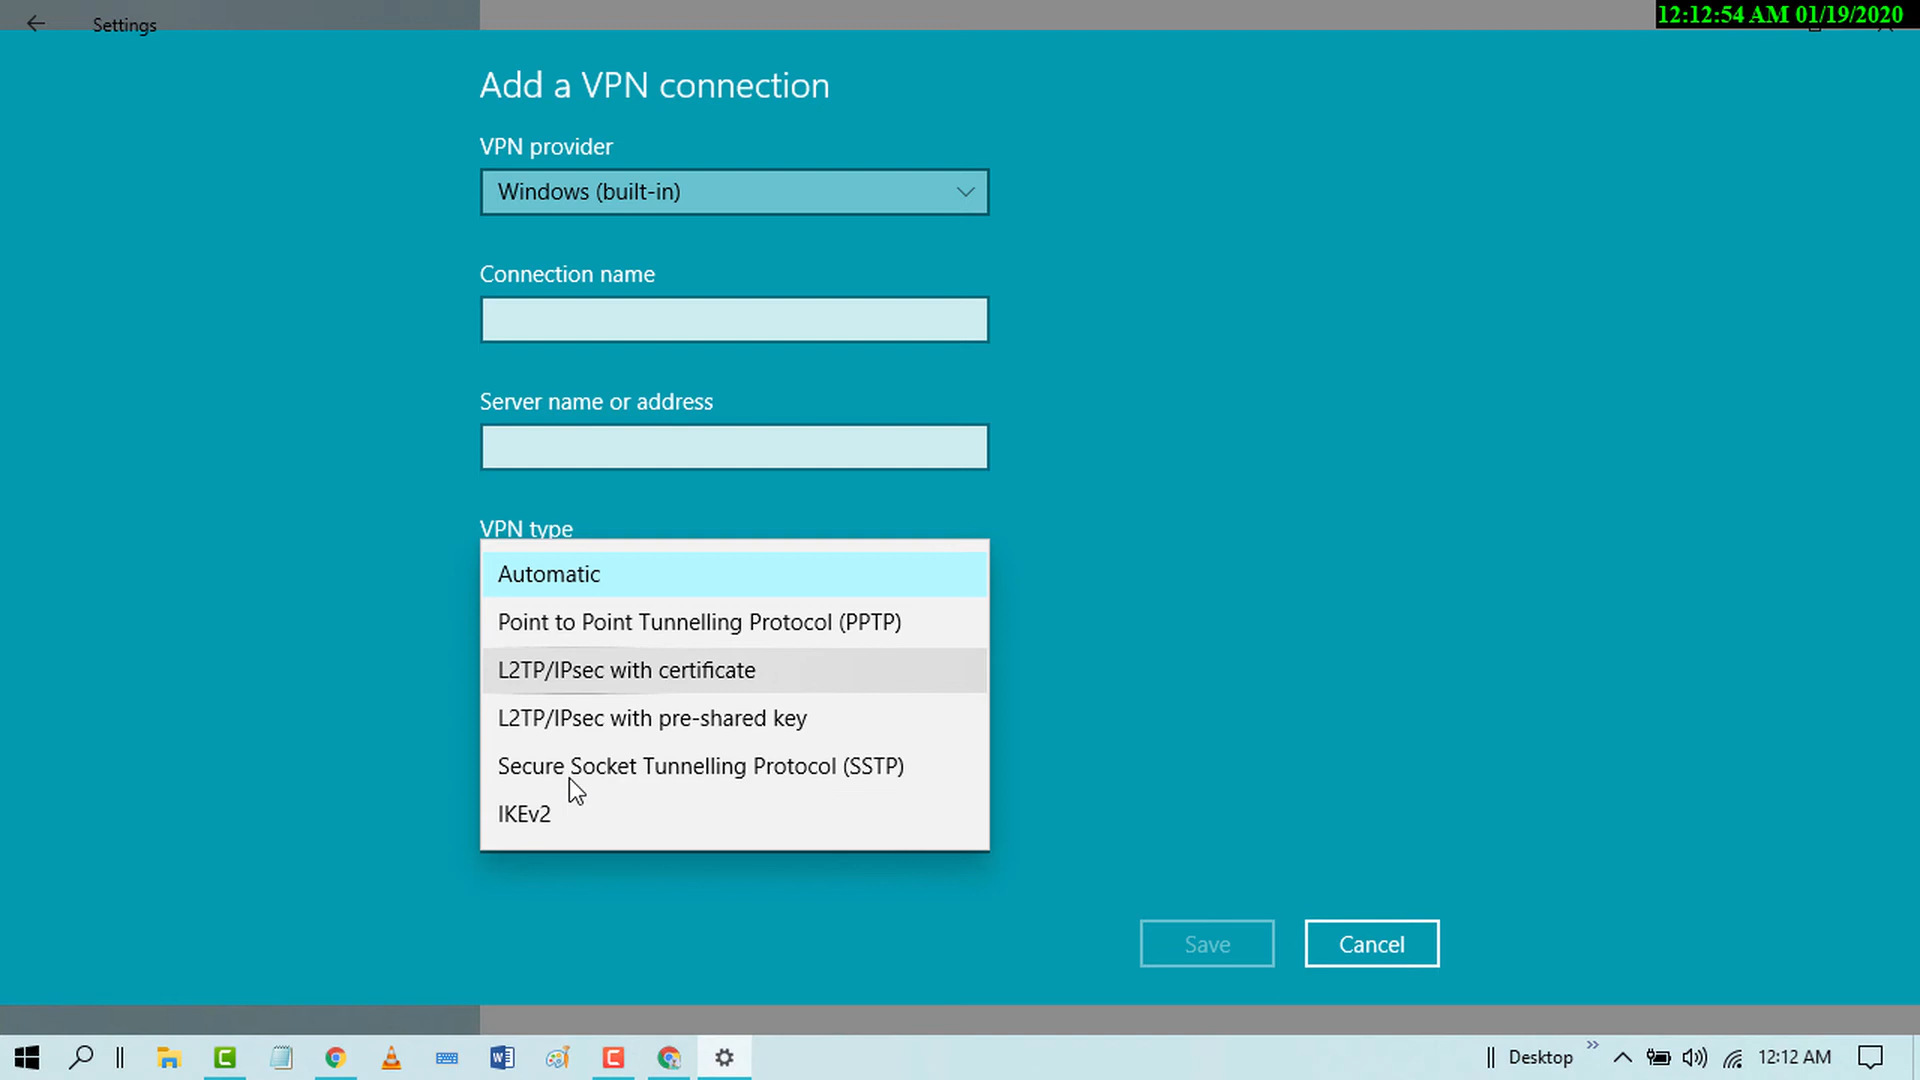 Settings
12:12:54 AM 01/19/2020
Add a VPN connection
VPN provider
Windows (built-in)
Connection name
Server name or address
VPN type
Automatic
Point to Point Tunnelling Protocol (PPTP)
L2TP/IPsec with certificate
L2TP/IPsec with pre-shared key
Secure Socket Tunnelling Protocol (SSTP)
IKEv2
Save
Cancel
Desktop
12:12 AM